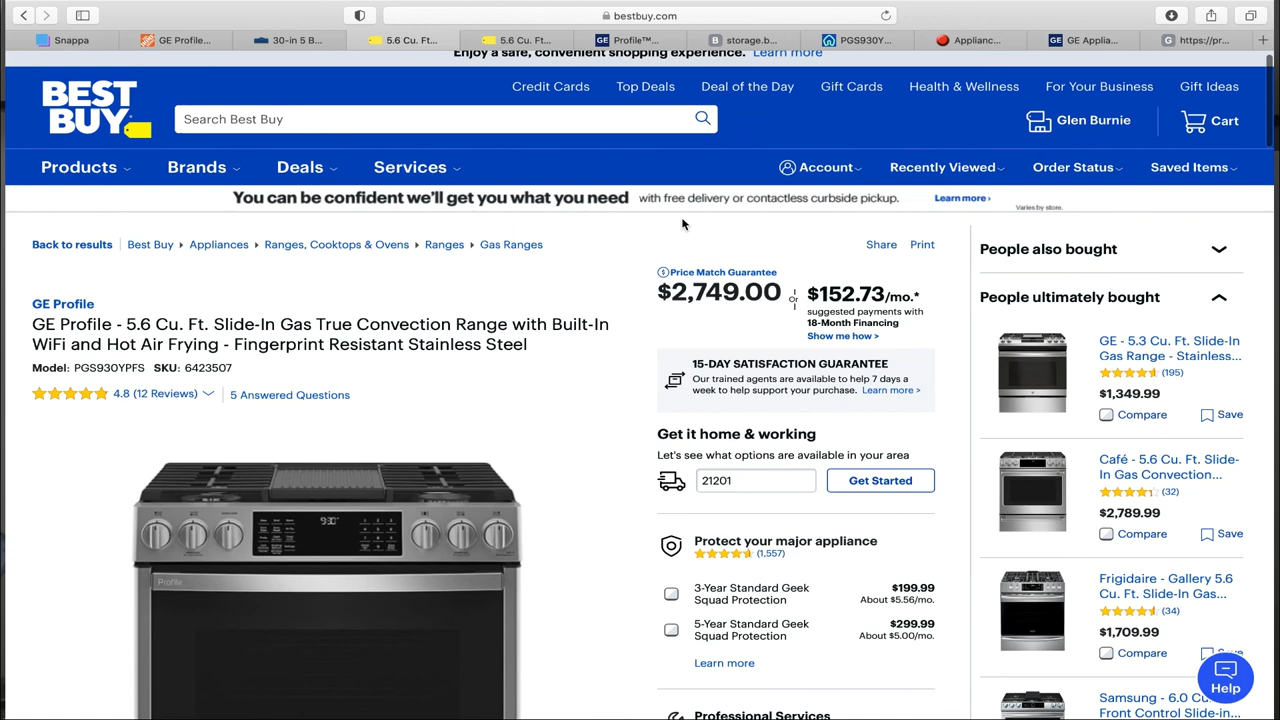 bestbuy.com
Snappa
GE Profile...
30-in 5 B...
5.6 Cu. Ft...
5.6 Cu. Ft...
Profile™...
storage.b...
PGS930Y...
Applianc...
GE Applia...
https://pr...
Enjoy a safe, convenient shopping experience. Learn more
BEST BUY
Credit Cards
Top Deals
Deal of the Day
Gift Cards
Health & Wellness
For Your Business
Gift Ideas
Search Best Buy
Glen Burnie
Cart
Products
Brands
Deals
Services
Account
Recently Viewed
Order Status
Saved Items
You can be confident we'll get you what you need with free delivery or contactless curbside pickup. Learn more ›
Varies by store.
Back to results
Best Buy
Appliances
Ranges, Cooktops & Ovens
Ranges
Gas Ranges
Share
Print
GE Profile
GE Profile - 5.6 Cu. Ft. Slide-In Gas True Convection Range with Built-In
WiFi and Hot Air Frying - Fingerprint Resistant Stainless Steel
Model: PGS930YPFS SKU: 6423507
4.8 (12 Reviews)
5 Answered Questions
9:30
Profile
Price Match Guarantee
$2,749.00
Or
$152.73/mo.*
suggested payments with
18-Month Financing
Show me how >
15-DAY SATISFACTION GUARANTEE
Our trained agents are available to help 7 days a
week to help support your purchase. Learn more >
Get it home & working
Let's see what options are available in your area
21201
Get Started
Protect your major appliance
(1,557)
3-Year Standard Geek
Squad Protection
$199.99
About $5.56/mo.
5-Year Standard Geek
Squad Protection
$299.99
About $5.00/mo.
Learn more
Professional Services
People also bought
People ultimately bought
GE - 5.3 Cu. Ft. Slide-In
Gas Range - Stainless...
(195)
$1,349.99
Compare
Save
Café - 5.6 Cu. Ft. Slide-
In Gas Convection...
(32)
$2,789.99
Compare
Save
Frigidaire - Gallery 5.6
Cu. Ft. Slide-In Gas...
(34)
$1,709.99
Compare
Save
Samsung - 6.0 Cu. Ft.
Front Control Slide-in...
Help